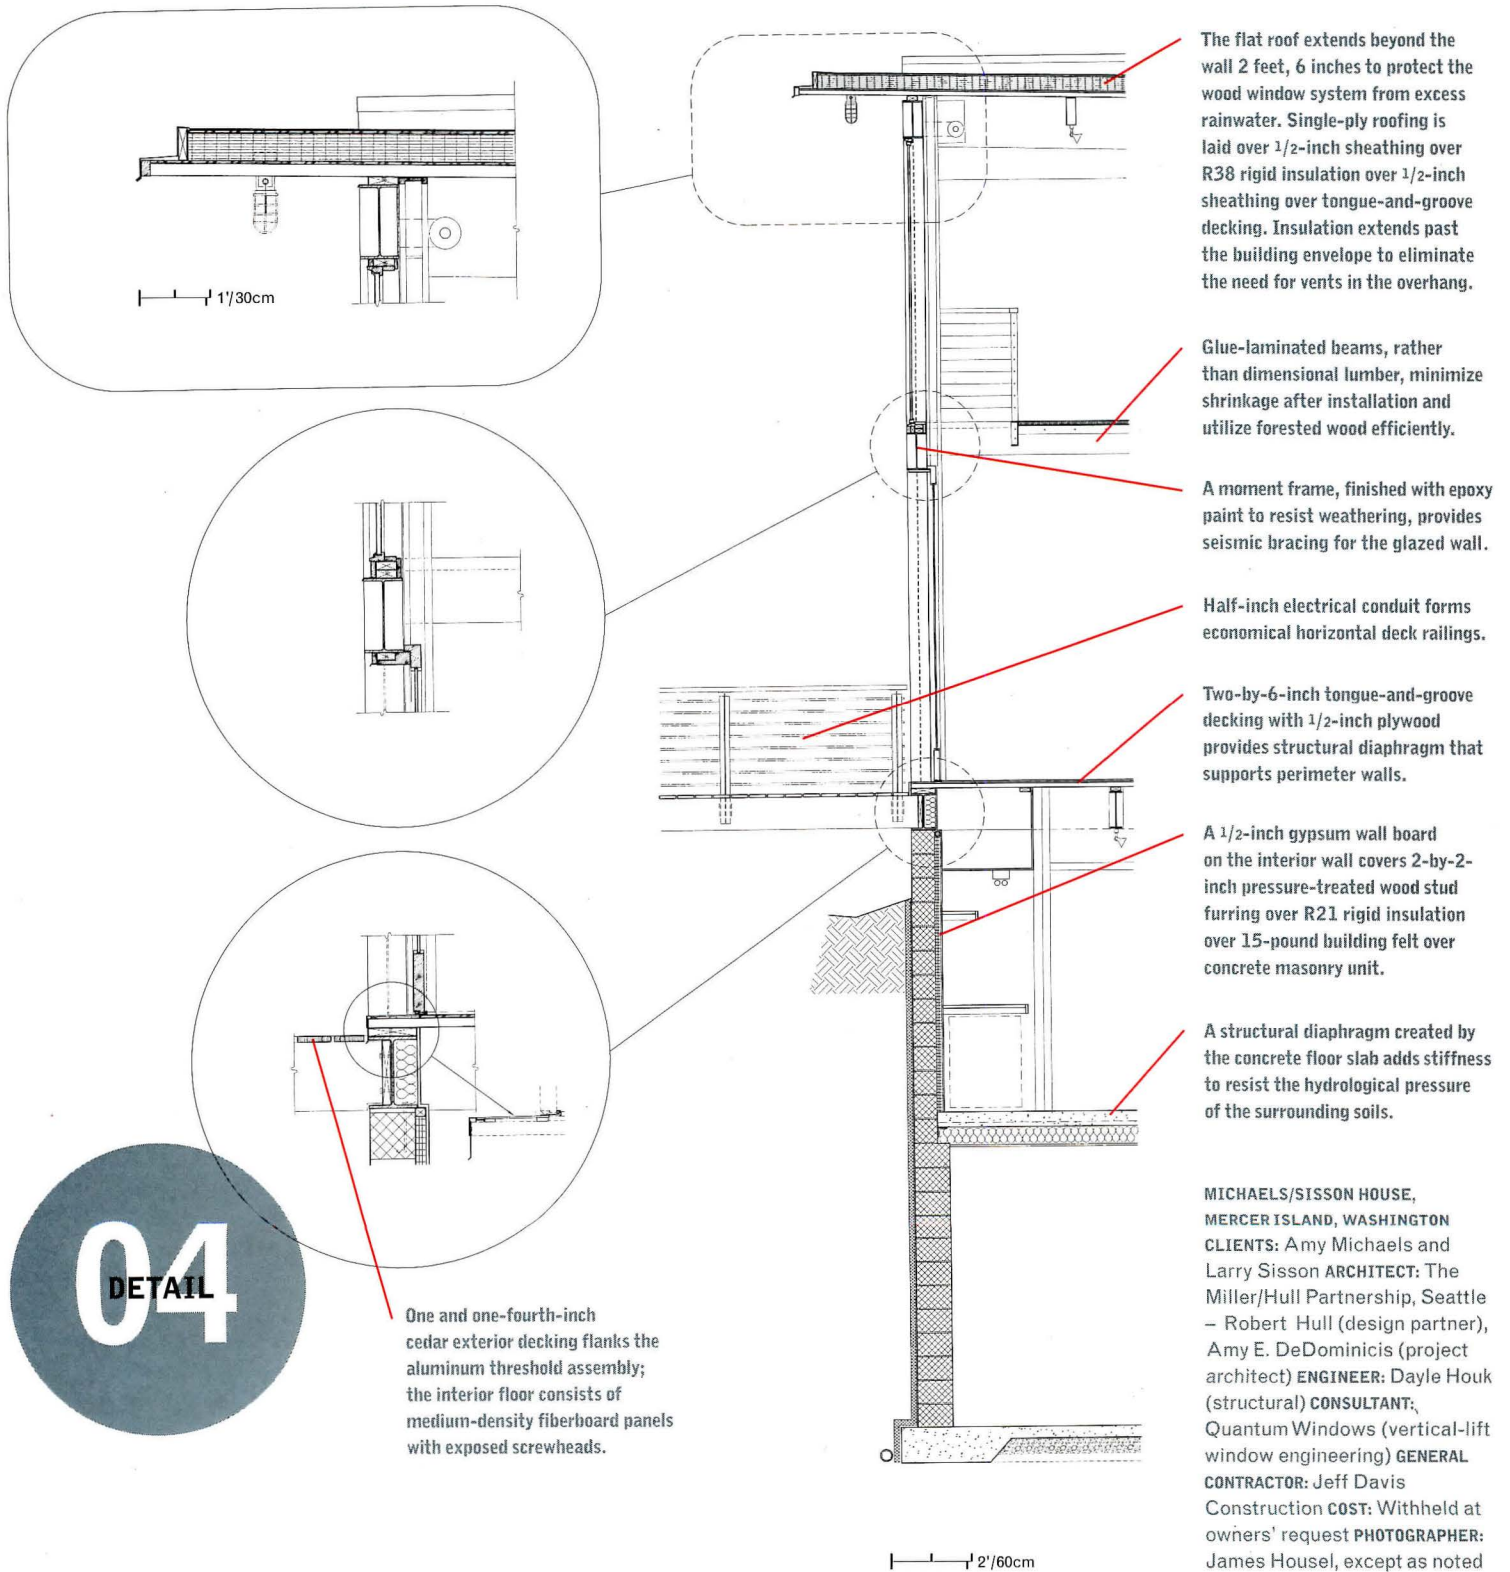 The flat roof extends beyond the
wall 2 feet, 6 inches to protect the
wood window system from excess
rainwater. Single-ply roofing is
laid over 1/2-inch sheathing over
R38 rigid insulation over 1/2-inch
sheathing over tongue-and-groove
decking. Insulation extends past
the building envelope to eliminate
the need for vents in the overhang.
1'/30cm
Glue-laminated beams, rather
than dimensional lumber, minimize
shrinkage after installation and
utilize forested wood efficiently.
A moment frame, finished with epoxy
paint to resist weathering, provides
seismic bracing for the glazed wall.
Half-inch electrical conduit forms
economical horizontal deck railings.
Two-by-6-inch tongue-and-groove
decking with 1/2-inch plywood
provides structural diaphragm that
supports perimeter walls.
A 1/2-inch gypsum wall board
on the interior wall covers 2-by-2-
inch pressure-treated wood stud
furring over R21 rigid insulation
over 15-pound building felt over
concrete masonry unit.
A structural diaphragm created by
the concrete floor slab adds stiffness
to resist the hydrological pressure
of the surrounding soils.
04
DETAIL
One and one-fourth-inch
cedar exterior decking flanks the
aluminum threshold assembly;
the interior floor consists of
medium-density fiberboard panels
with exposed screwheads.
MICHAELS/SISSON HOUSE,
MERCER ISLAND, WASHINGTON
CLIENTS: Amy Michaels and
Larry Sisson ARCHITECT: The
Miller/Hull Partnership, Seattle
– Robert Hull (design partner),
Amy E. DeDominicis (project
architect) ENGINEER: Dayle Houk
(structural) CONSULTANT:
Quantum Windows (vertical-lift
window engineering) GENERAL
CONTRACTOR: Jeff Davis
Construction COST: Withheld at
owners' request PHOTOGRAPHER:
James Housel, except as noted
2'/60cm